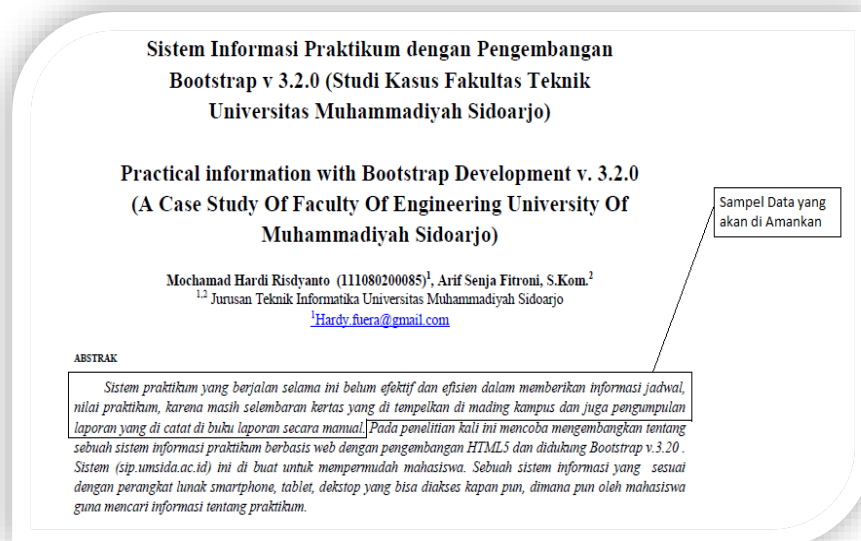 Sistem Informasi Praktikum dengan Pengembangan
Bootstrap v 3.2.0 (Studi Kasus Fakultas Teknik
Universitas Muhammadiyah Sidoarjo)
Practical information with Bootstrap Development v. 3.2.0
(A Case Study Of Faculty Of Engineering University Of
Muhammadiyah Sidoarjo)
Sampel Data yang
akan di Amankan
Mochamad Hardi Risdyanto (111080200085)1, Arif Senja Fitroni, S.Kom.2
1,2 Jurusan Teknik Informatika Universitas Muhammadiyah Sidoarjo
1Hardy.fuera@gmail.com
ABSTRAK
Sistem praktikum yang berjalan selama ini belum efektif dan efisien dalam memberikan informasi jadwal,
nilai praktikum, karena masih selembaran kertas yang di tempelkan di mading kampus dan juga pengumpulan
laporan yang di catat di buku laporan secara manual. Pada penelitian kali ini mencoba mengembangkan tentang
sebuah sistem informasi praktikum berbasis web dengan pengembangan HTML5 dan didukung Bootstrap v.3.20 .
Sistem (sip.umsida.ac.id) ini di buat untuk mempermudah mahasiswa. Sebuah sistem informasi yang sesuai
dengan perangkat lunak smartphone, tablet, dekstop yang bisa diakses kapan pun, dimana pun oleh mahasiswa
guna mencari informasi tentang praktikum.